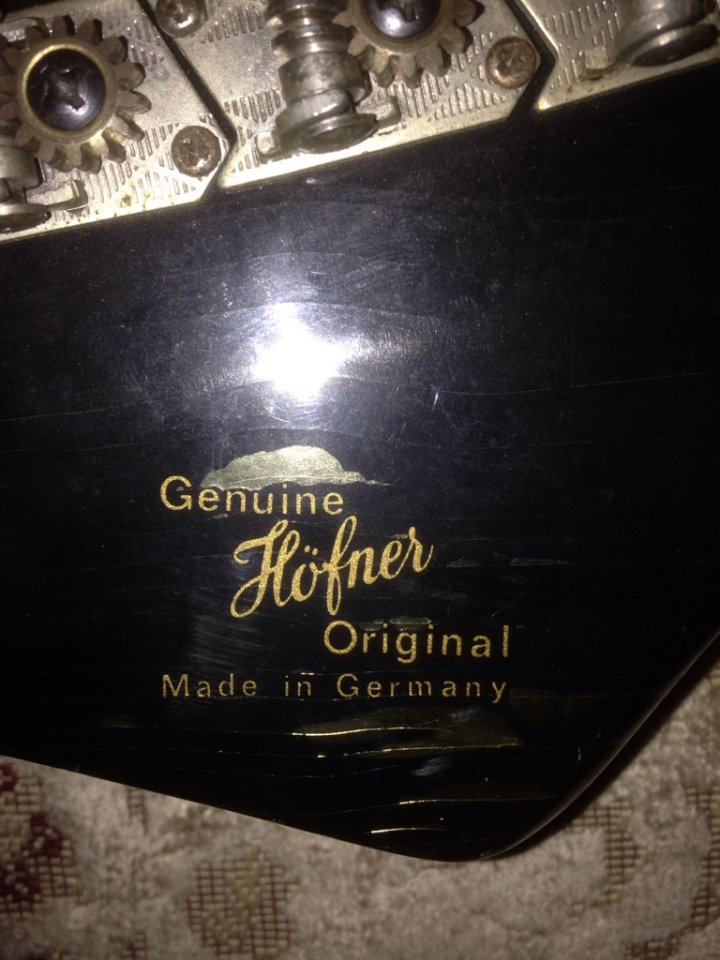 Genuine
Höfner
Original
Made in Germany